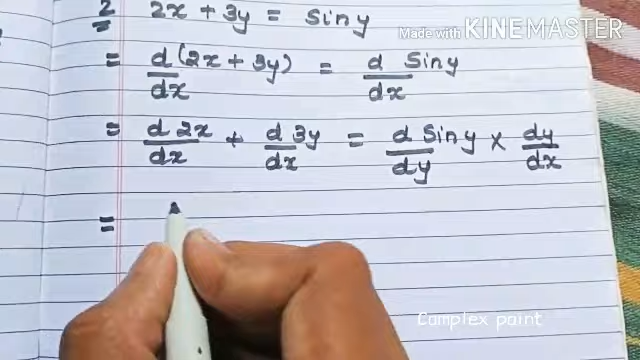 2 2x + 3y = Sin y
Made with KINEMASTER
= d/dx (2x + 3y) = d/dx Sin y
= d 2x/dx + d 3y/dx = d Sin y/dy × dy/dx
=
Complex point